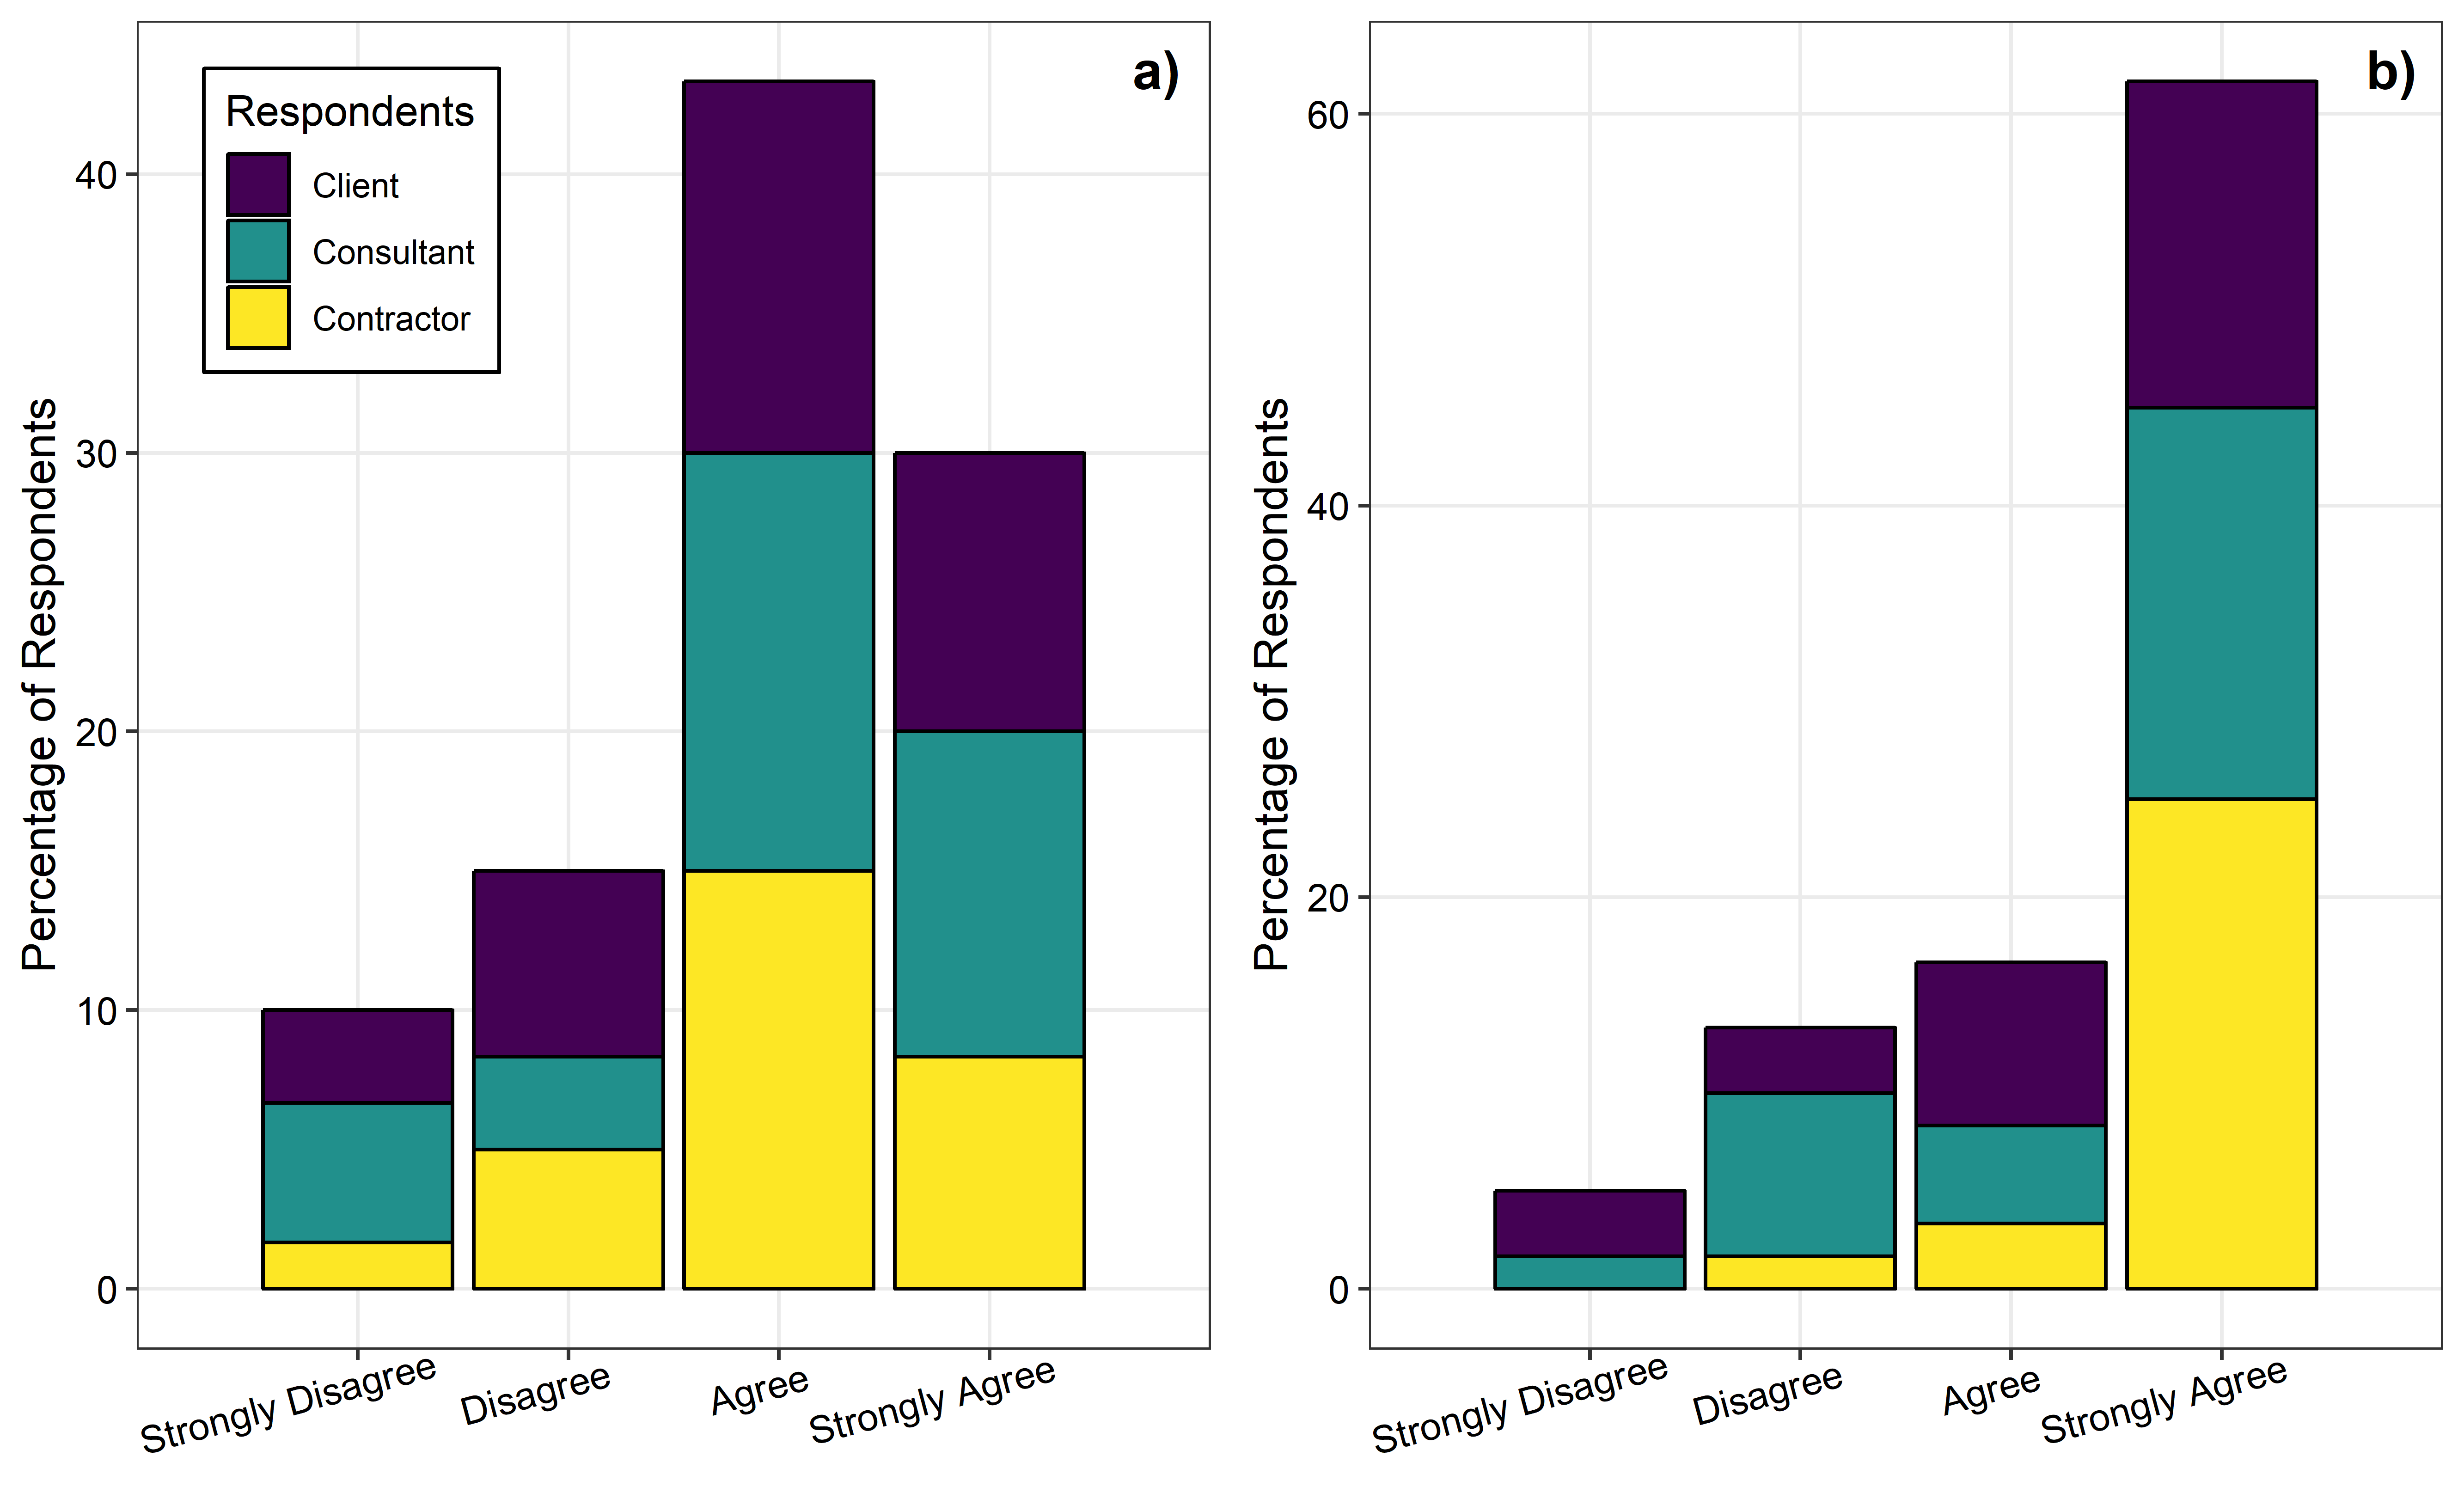 a)
Respondents
Client
Consultant
Contractor
Percentage of Respondents
40
30
20
10
0
Strongly Disagree
Disagree
Agree
Strongly Agree
b)
Percentage of Respondents
60
40
20
0
Strongly Disagree
Disagree
Agree
Strongly Agree